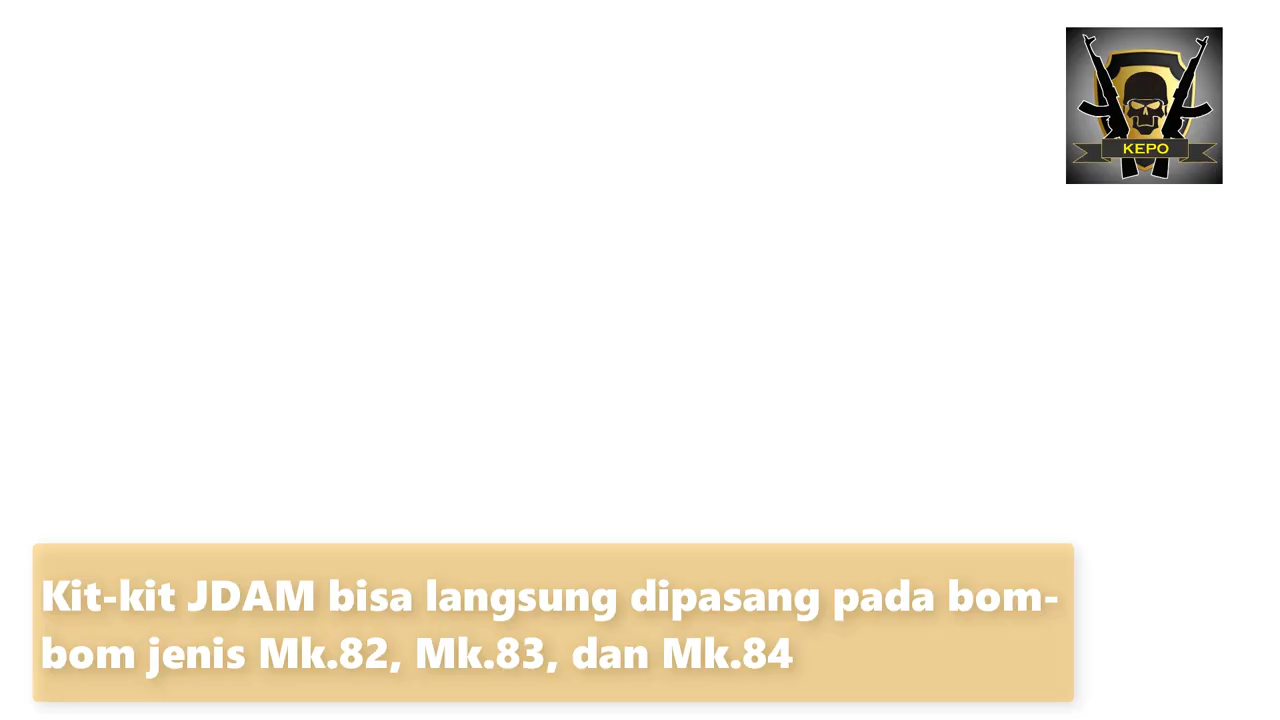 KEPO
Kit-kit JDAM bisa langsung dipasang pada bom-
bom jenis Mk.82, Mk.83, dan Mk.84